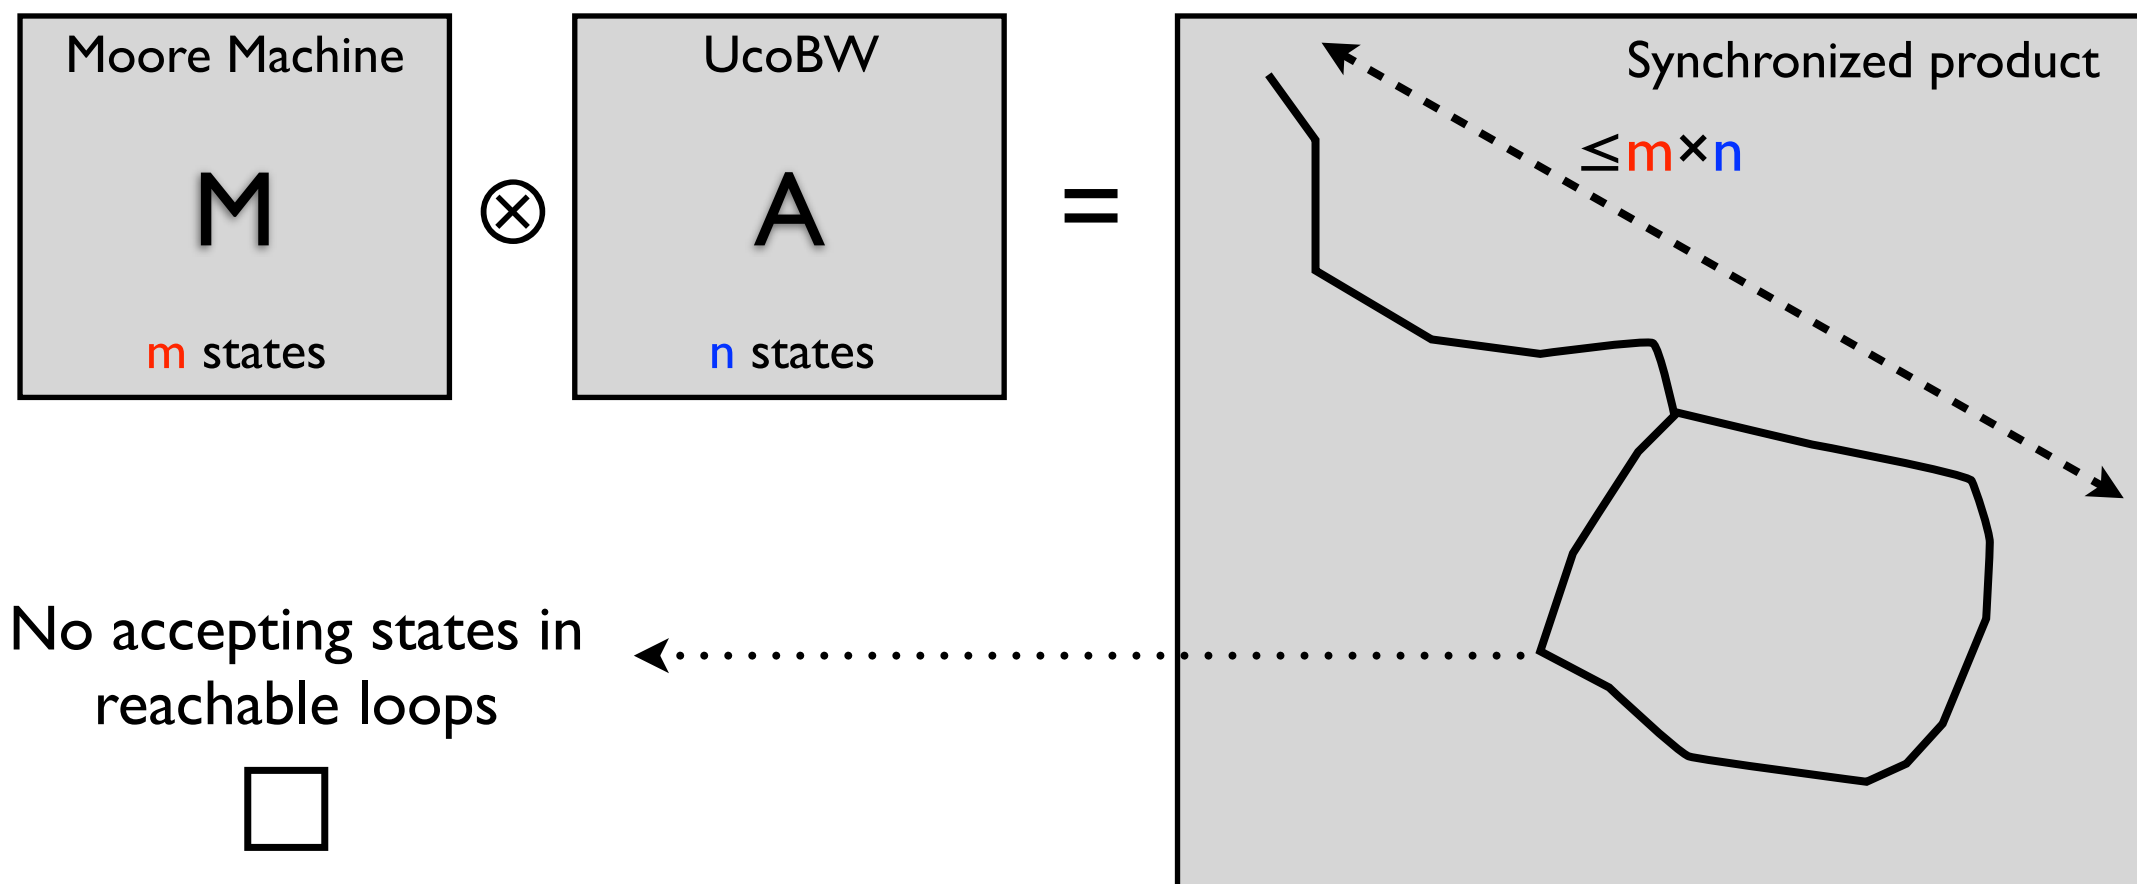 Moore Machine
M
m states
⊗
UcoBW
A
n states
=
Synchronized product
≤m×n
No accepting states in
reachable loops